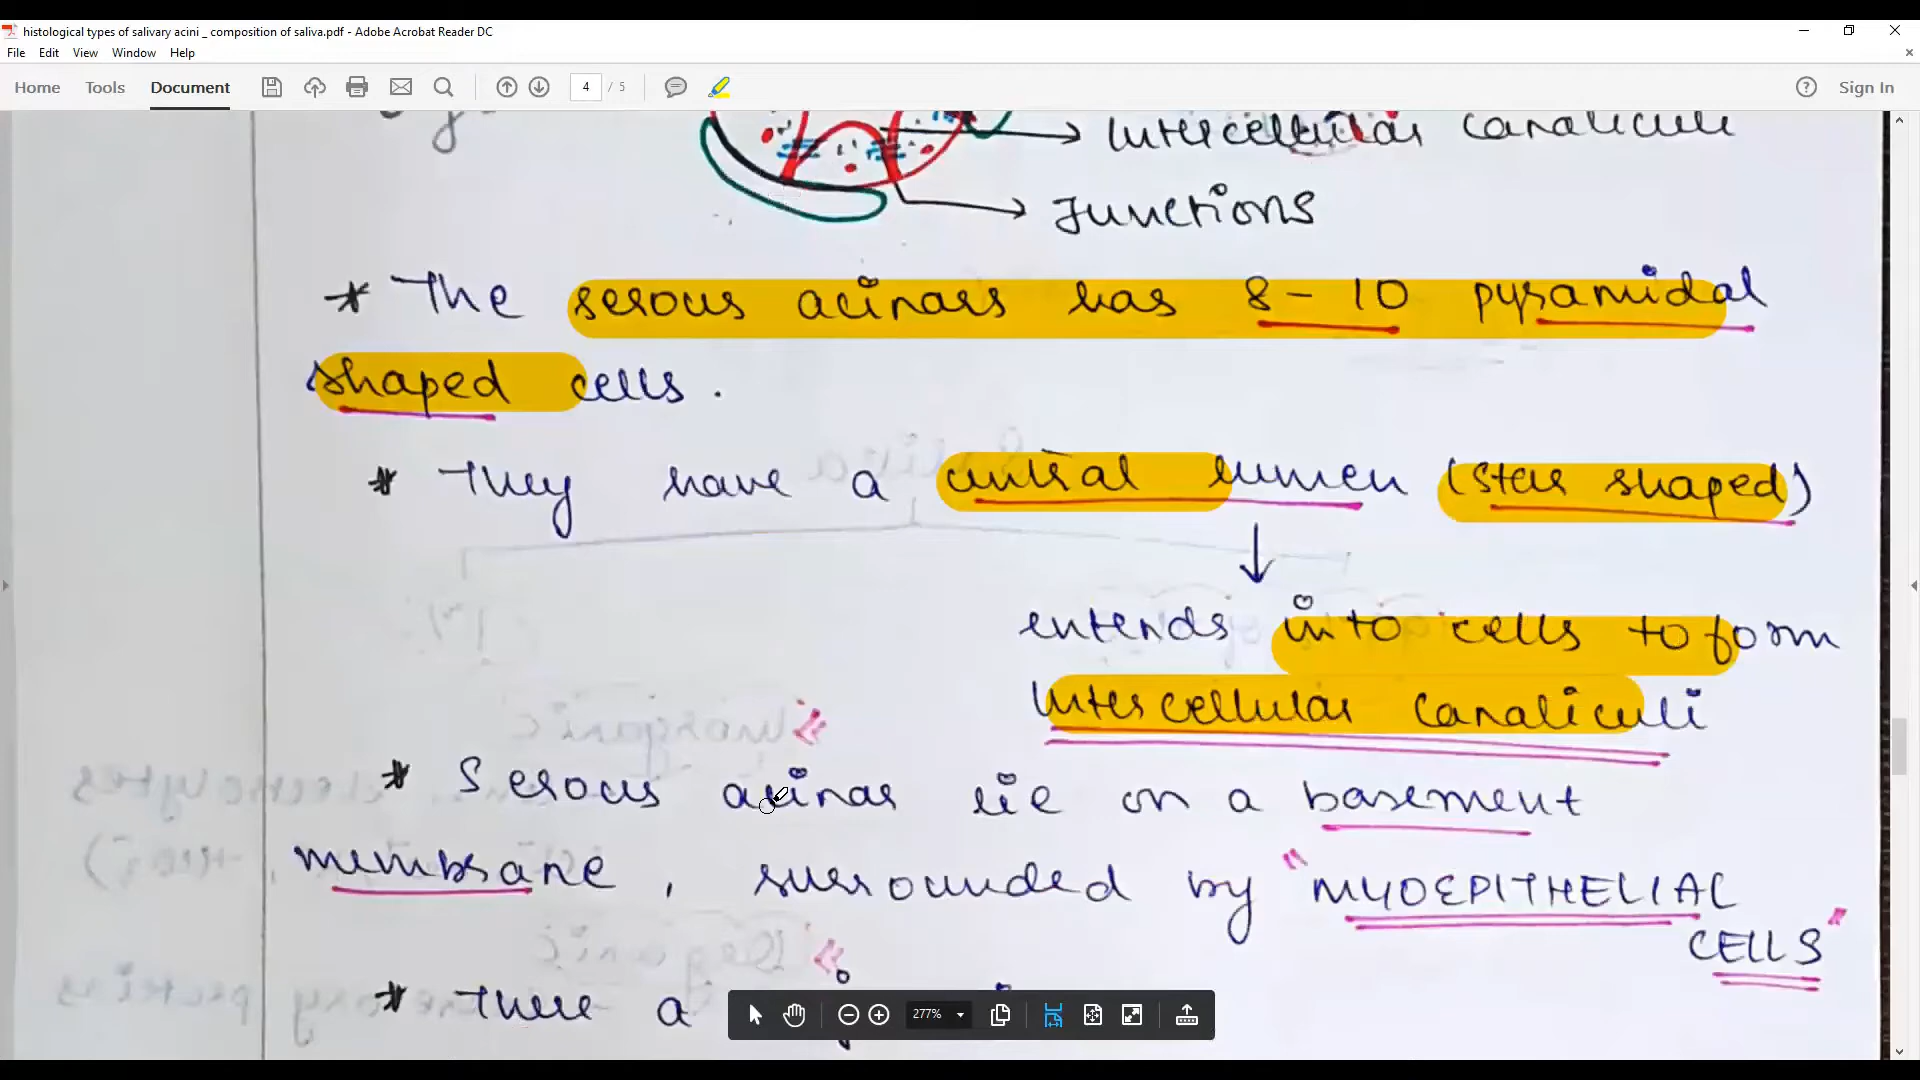 histological types of salivary acini _ composition of saliva.pdf - Adobe Acrobat Reader DC
File Edit View Window Help
Home Tools Document 4 / 5 Sign In
Intercellular Canaliculi
Junctions
* The serous acinars has 8-10 pyramidal
shaped cells.
* They have a central lumen (star shaped)
↓
entends into cells to form
Intercellular Canaliculi
* Serous acinar lie on a basement
membrane, surrounded by "MYOEPITHELIAL
CELLS"
* There a
277%